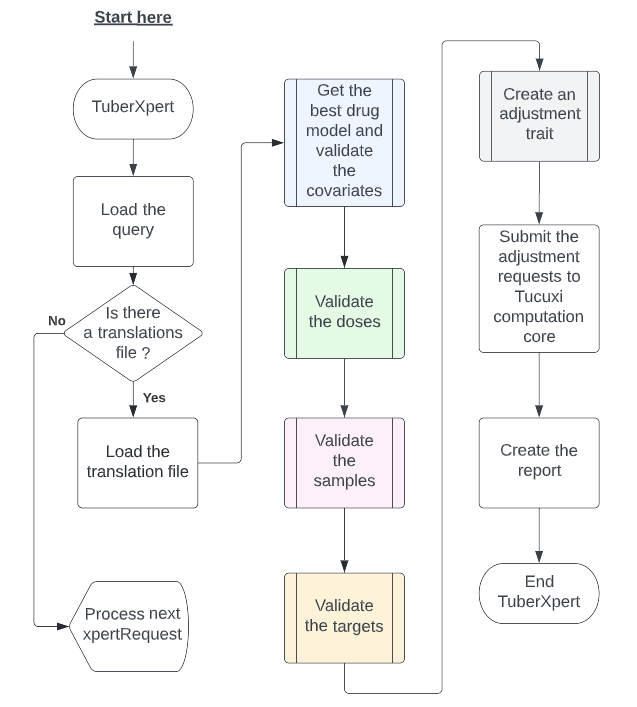 Start here
TuberXpert
Load the
query
Is there
a translations
file ?
No
Yes
Load the
translation file
Process next
xpertRequest
Get the
best drug
model and
validate
the
covariates
Validate
the doses
Validate
the
samples
Validate
the targets
Create an
adjustment
trait
Submit the
adjustment
requests to
Tucuxi
computation
core
Create the
report
End
TuberXpert